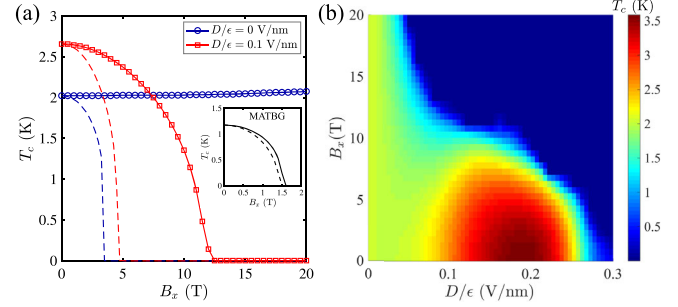 (a)
D/ϵ = 0 V/nm
D/ϵ = 0.1 V/nm
3
2.5
2
1.5
1
0.5
0
T_c (K)
0 5 10 15 20
B_x (T)
MATBG
1.5
1
0.5
0
T_c (K)
0 0.5 1 1.5 2
B_x (T)
(b)
T_c (K)
20
15
10
5
0
B_x(T)
0 0.1 0.2 0.3
D/ϵ (V/nm)
3.5
3
2.5
2
1.5
1
0.5